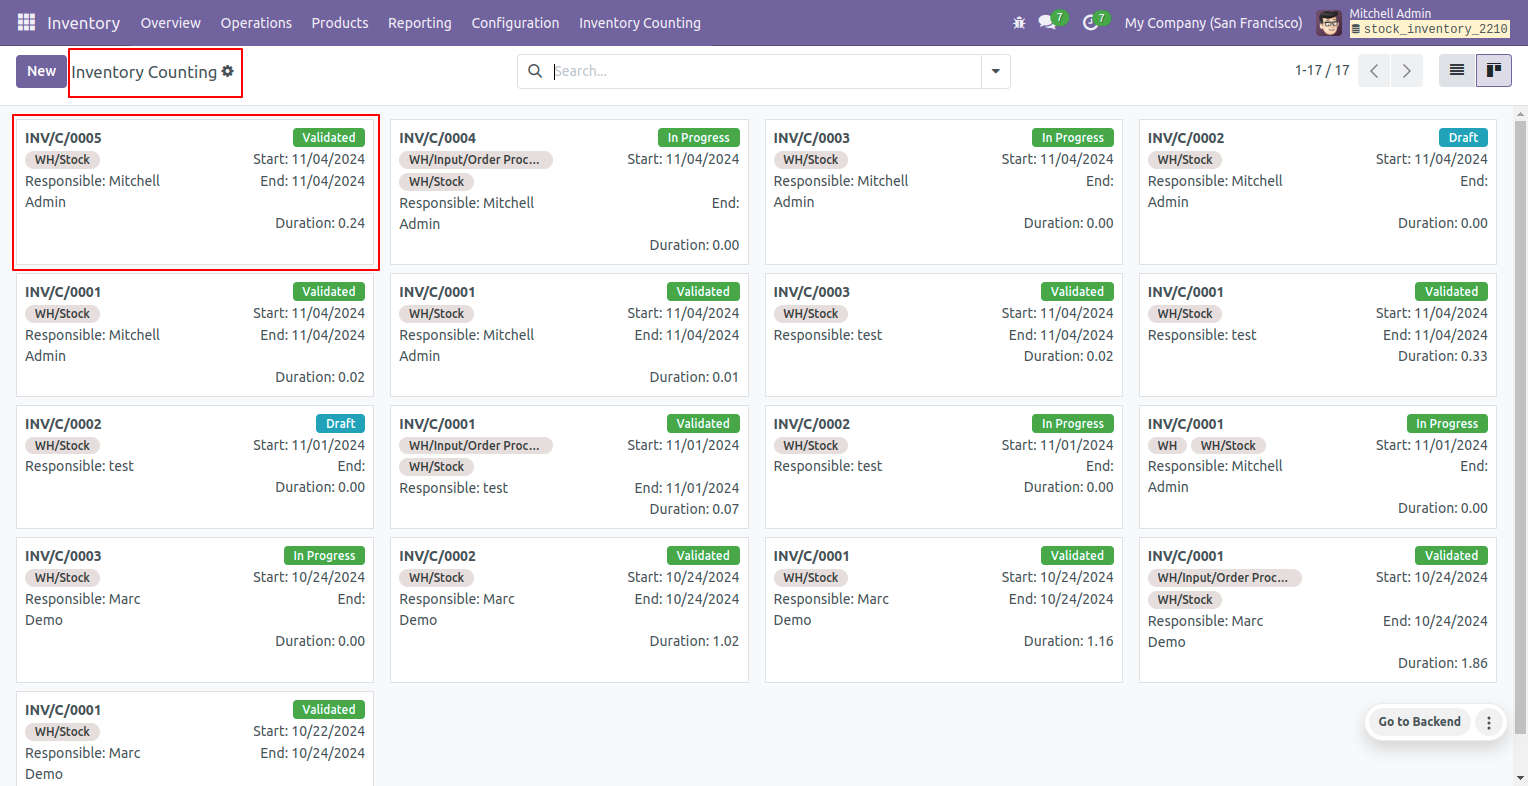 Inventory Overview Operations Products Reporting Configuration Inventory Counting 7 7 My Company (San Francisco) Mitchell Admin
stock_inventory_2210
New Inventory Counting Search... 1-17 / 17
INV/C/0005 Validated
WH/Stock Start: 11/04/2024
Responsible: Mitchell End: 11/04/2024
Admin
Duration: 0.24
INV/C/0004 In Progress
WH/Input/Order Proc... Start: 11/04/2024
WH/Stock
Responsible: Mitchell End:
Admin
Duration: 0.00
INV/C/0003 In Progress
WH/Stock Start: 11/04/2024
Responsible: Mitchell End:
Admin
Duration: 0.00
INV/C/0002 Draft
WH/Stock Start: 11/04/2024
Responsible: Mitchell End:
Admin
Duration: 0.00
INV/C/0001 Validated
WH/Stock Start: 11/04/2024
Responsible: Mitchell End: 11/04/2024
Admin
Duration: 0.02
INV/C/0001 Validated
WH/Stock Start: 11/04/2024
Responsible: Mitchell End: 11/04/2024
Admin
Duration: 0.01
INV/C/0003 Validated
WH/Stock Start: 11/04/2024
Responsible: test End: 11/04/2024
Duration: 0.02
INV/C/0001 Validated
WH/Stock Start: 11/04/2024
Responsible: test End: 11/04/2024
Duration: 0.33
INV/C/0002 Draft
WH/Stock Start: 11/01/2024
Responsible: test End:
Duration: 0.00
INV/C/0001 Validated
WH/Input/Order Proc... Start: 11/01/2024
WH/Stock
Responsible: test End: 11/01/2024
Duration: 0.07
INV/C/0002 In Progress
WH/Stock Start: 11/01/2024
Responsible: test End:
Duration: 0.00
INV/C/0001 In Progress
WH WH/Stock Start: 11/01/2024
Responsible: Mitchell End:
Admin
Duration: 0.00
INV/C/0003 In Progress
WH/Stock Start: 10/24/2024
Responsible: Marc End:
Demo
Duration: 0.00
INV/C/0002 Validated
WH/Stock Start: 10/24/2024
Responsible: Marc End: 10/24/2024
Demo
Duration: 1.02
INV/C/0001 Validated
WH/Stock Start: 10/24/2024
Responsible: Marc End: 10/24/2024
Demo
Duration: 1.16
INV/C/0001 Validated
WH/Input/Order Proc... Start: 10/24/2024
WH/Stock
Responsible: Marc End: 10/24/2024
Demo
Duration: 1.86
INV/C/0001 Validated
WH/Stock Start: 10/22/2024
Responsible: Marc End: 10/24/2024
Demo
Go to Backend